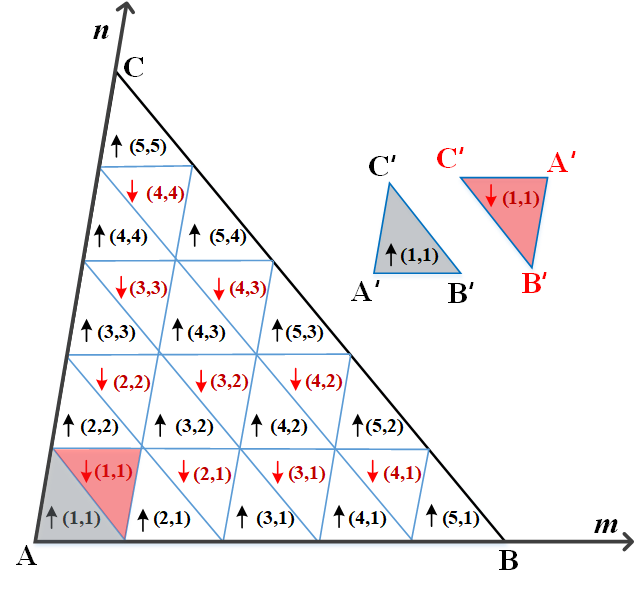 n
C
↑ (5,5)
↓ (4,4)
↑ (4,4) ↑ (5,4)
↓ (3,3) ↓ (4,3)
↑ (3,3) ↑ (4,3) ↑ (5,3)
↓ (2,2) ↓ (3,2) ↓ (4,2)
↑ (2,2) ↑ (3,2) ↑ (4,2) ↑ (5,2)
↓ (1,1) ↓ (2,1) ↓ (3,1) ↓ (4,1)
↑ (1,1) ↑ (2,1) ↑ (3,1) ↑ (4,1) ↑ (5,1)
A B m
C′
↑ (1,1)
A′ B′
C′ A′
↓ (1,1)
B′